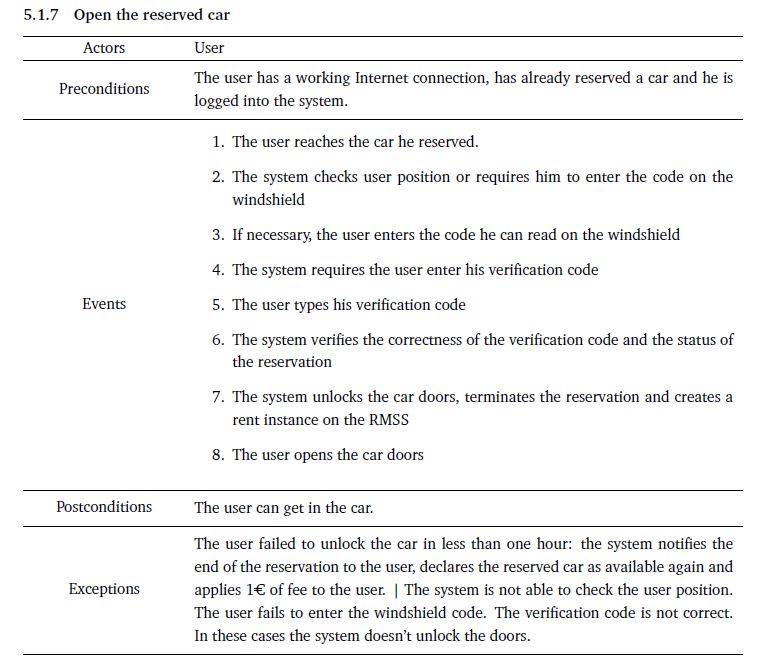 5.1.7 Open the reserved car
Actors User
Preconditions
The user has a working Internet connection, has already reserved a car and he is
logged into the system.
Events
1. The user reaches the car he reserved.
2. The system checks user position or requires him to enter the code on the
windshield
3. If necessary, the user enters the code he can read on the windshield
4. The system requires the user enter his verification code
5. The user types his verification code
6. The system verifies the correctness of the verification code and the status of
the reservation
7. The system unlocks the car doors, terminates the reservation and creates a
rent instance on the RMSS
8. The user opens the car doors
Postconditions The user can get in the car.
Exceptions
The user failed to unlock the car in less than one hour: the system notifies the
end of the reservation to the user, declares the reserved car as available again and
applies 1€ of fee to the user. | The system is not able to check the user position.
The user fails to enter the windshield code. The verification code is not correct.
In these cases the system doesn't unlock the doors.